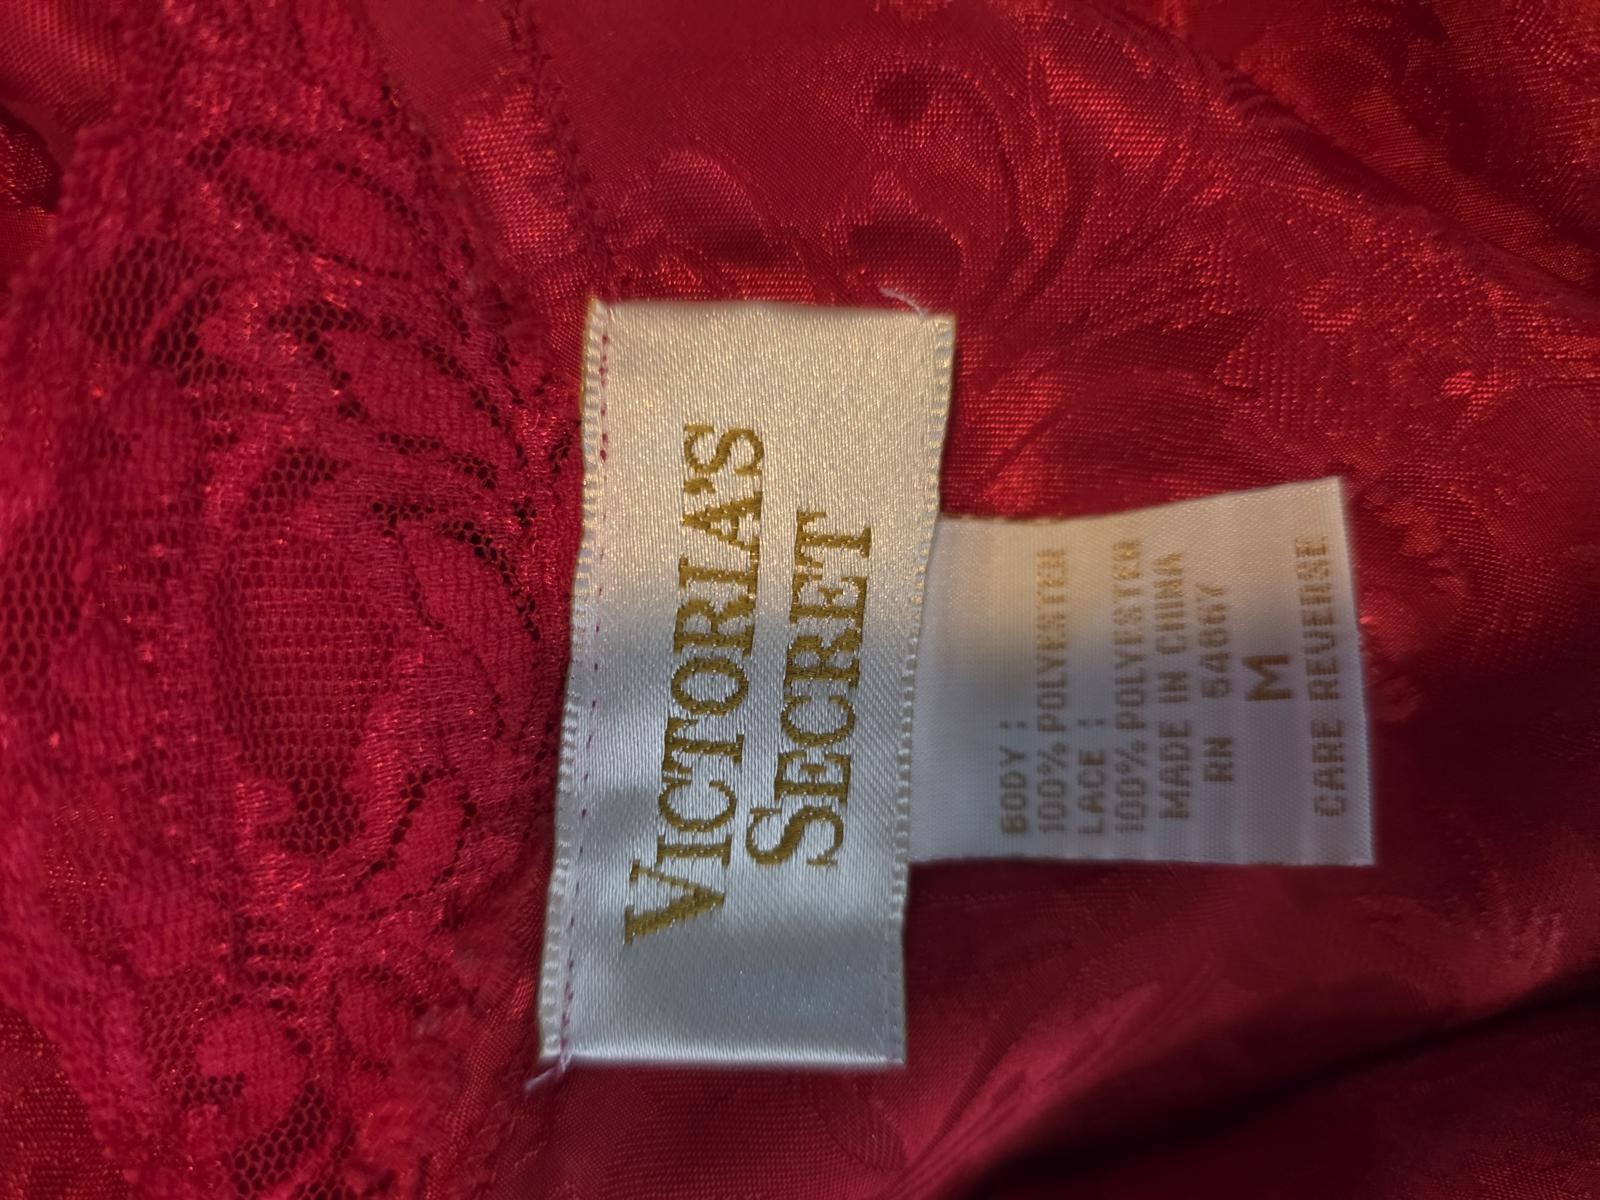 VICTORIA'S
SECRET
BODY :
100% POLYESTER
LACE :
100% POLYESTER
MADE IN CHINA
RN 54867
M
CARE REVERSE